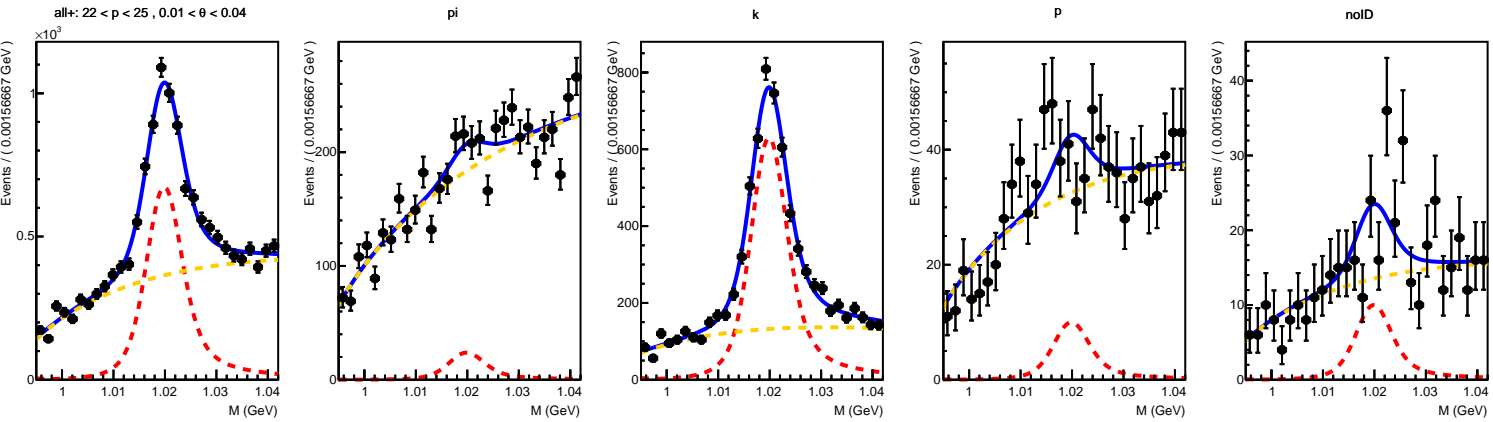 all+: 22 < p < 25 , 0.01 < θ < 0.04
×10³
Events / ( 0.00156667 GeV )
1
0.5
0
1 1.01 1.02 1.03 1.04
M (GeV)
pi
Events / ( 0.00156667 GeV )
200
100
0
1 1.01 1.02 1.03 1.04
M (GeV)
k
Events / ( 0.00156667 GeV )
800
600
400
200
0
1 1.01 1.02 1.03 1.04
M (GeV)
p
Events / ( 0.00156667 GeV )
40
20
0
1 1.01 1.02 1.03 1.04
M (GeV)
noID
Events / ( 0.00156667 GeV )
40
30
20
10
0
1 1.01 1.02 1.03 1.04
M (GeV)